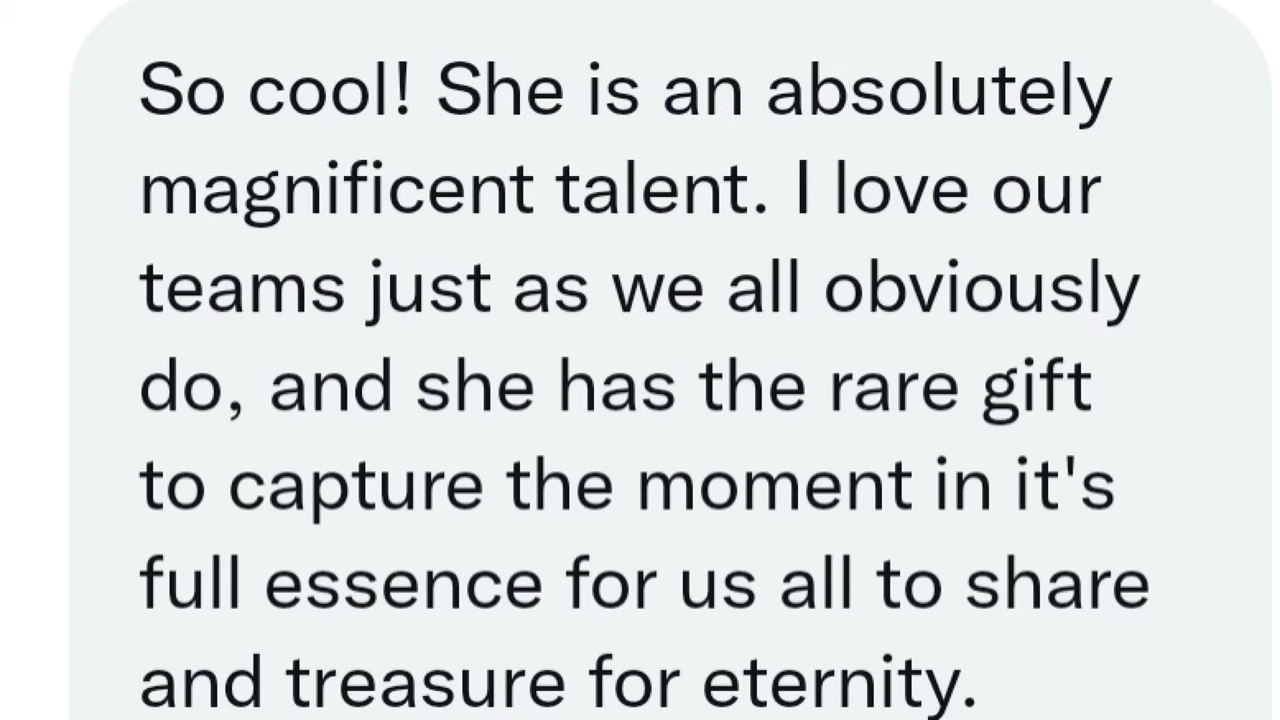 So cool! She is an absolutely
magnificent talent. I love our
teams just as we all obviously
do, and she has the rare gift
to capture the moment in it's
full essence for us all to share
and treasure for eternity.